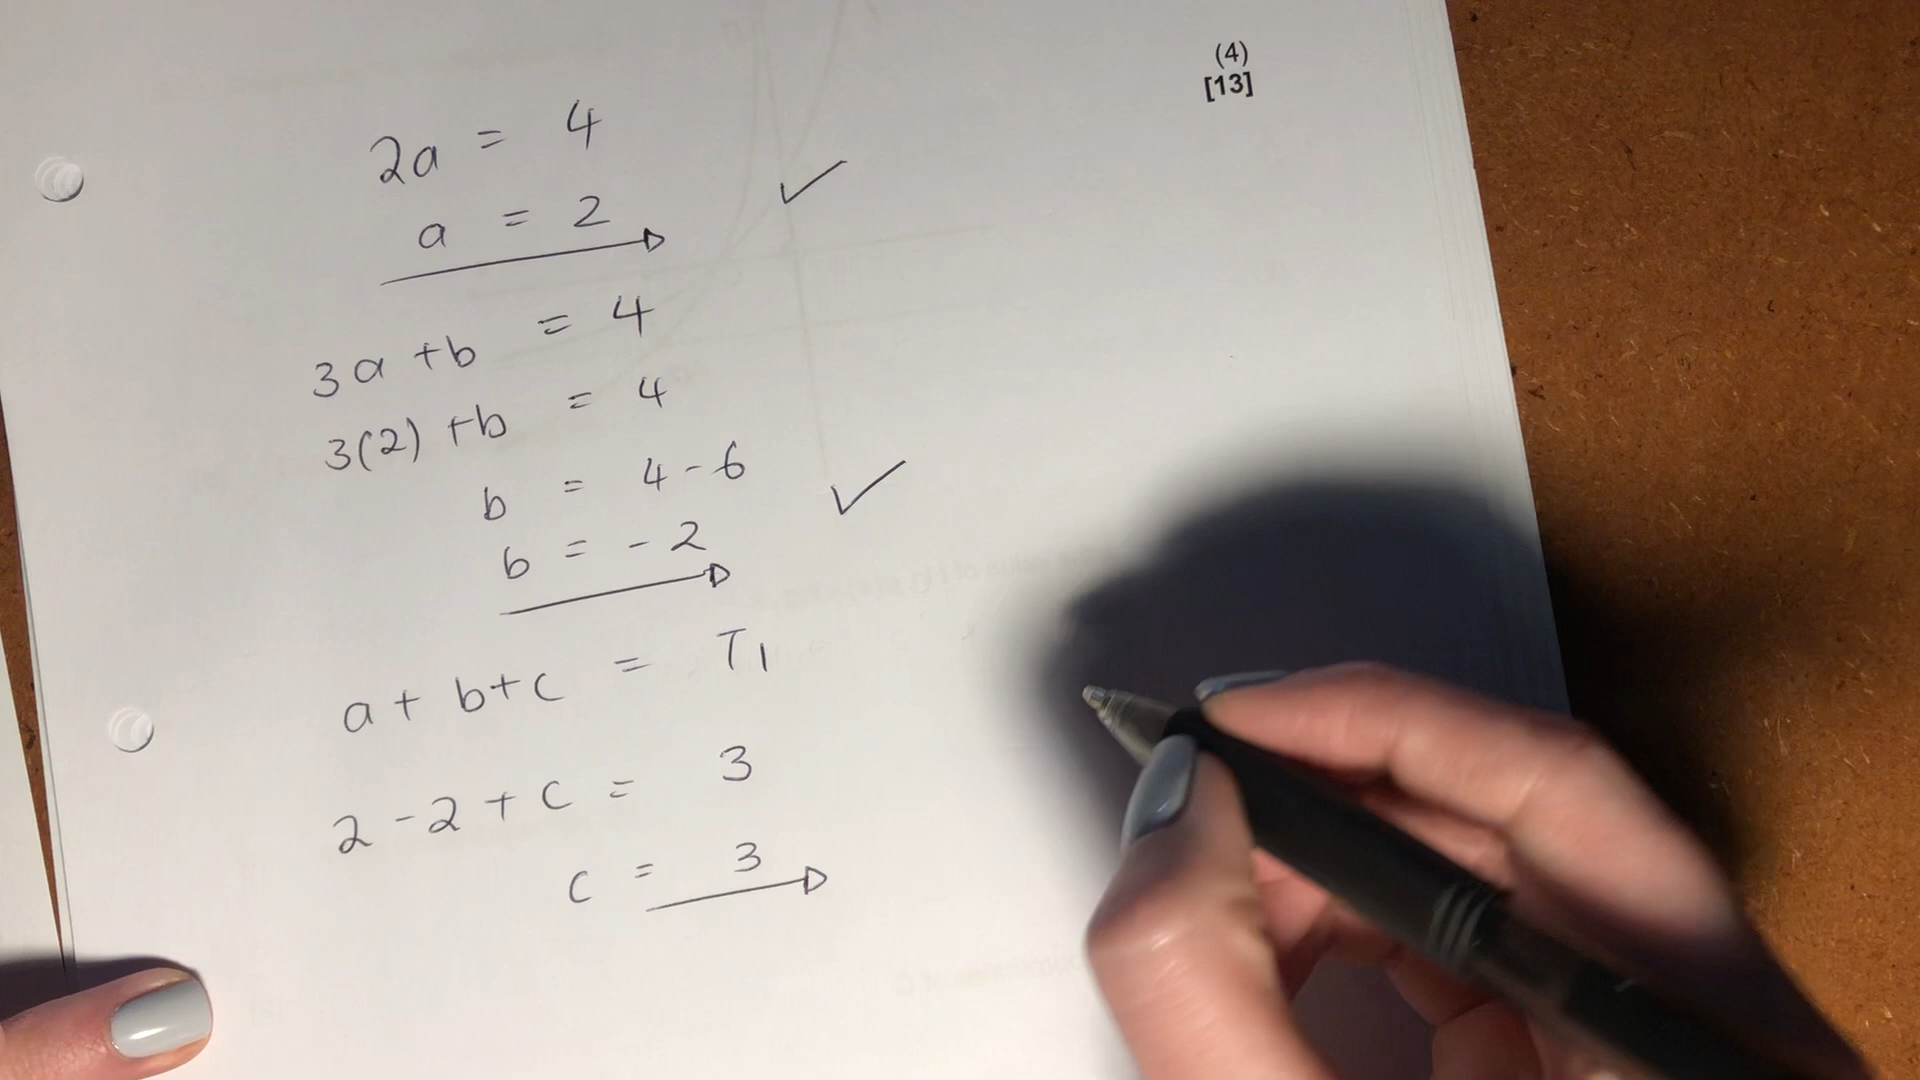 (4)
[13]
2a = 4
a = 2
3a + b = 4
3(2) + b = 4
b = 4 - 6
b = - 2
a + b + c = T₁
2 - 2 + c = 3
c = 3